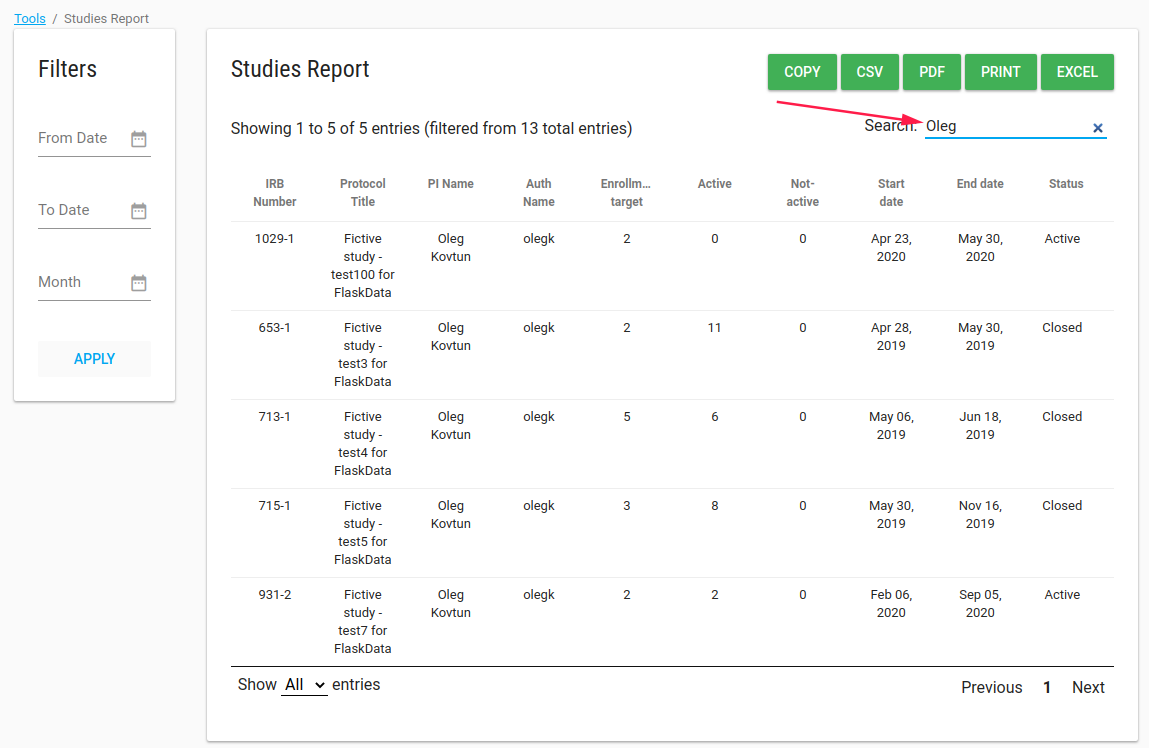 Tools / Studies Report
Filters
From Date
To Date
Month
APPLY
Studies Report
COPY CSV PDF PRINT EXCEL
Showing 1 to 5 of 5 entries (filtered from 13 total entries)
Search: Oleg ×
IRB Protocol PI Name Auth Enrollm... Active Not- Start End date Status
Number Title Name target active date
1029-1 Fictive Oleg olegk 2 0 0 Apr 23, May 30, Active
study - Kovtun 2020 2020
test100 for
FlaskData
653-1 Fictive Oleg olegk 2 11 0 Apr 28, May 30, Closed
study - Kovtun 2019 2019
test3 for
FlaskData
713-1 Fictive Oleg olegk 5 6 0 May 06, Jun 18, Closed
study - Kovtun 2019 2019
test4 for
FlaskData
715-1 Fictive Oleg olegk 3 8 0 May 30, Nov 16, Closed
study - Kovtun 2019 2019
test5 for
FlaskData
931-2 Fictive Oleg olegk 2 2 0 Feb 06, Sep 05, Active
study - Kovtun 2020 2020
test7 for
FlaskData
Show All entries
Previous 1 Next